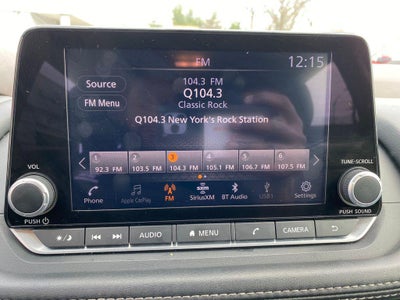 FM
12:15
Source
FM Menu
104.3 FM
Q104.3
Classic Rock
Q104.3 New York's Rock Station
1 2 3 4 5 6
92.3 FM 103.5 FM 104.3 FM 105.1 FM 106.7 FM 107.5 FM
VOL
TUNE•SCROLL
Phone Apple CarPlay FM SiriusXM BT Audio USB1 Settings
PUSH
PUSH SOUND
AUDIO MENU CAMERA